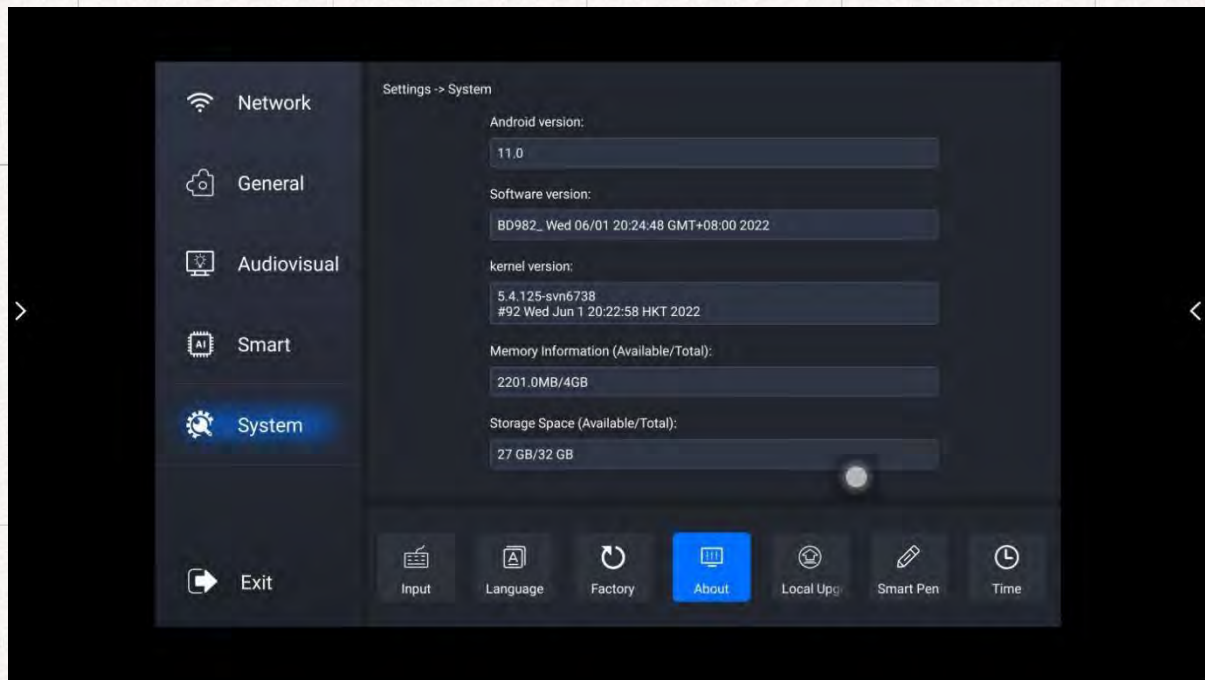 Network
General
Audiovisual
AI
Smart
System
Exit
Settings -> System
Android version:
11.0
Software version:
BD982_ Wed 06/01 20:24:48 GMT+08:00 2022
kernel version:
5.4.125-svn6738
#92 Wed Jun 1 20:22:58 HKT 2022
Memory Information (Available/Total):
2201.0MB/4GB
Storage Space (Available/Total):
27 GB/32 GB
Input
A
Language
Factory
About
Local Upg
Smart Pen
Time